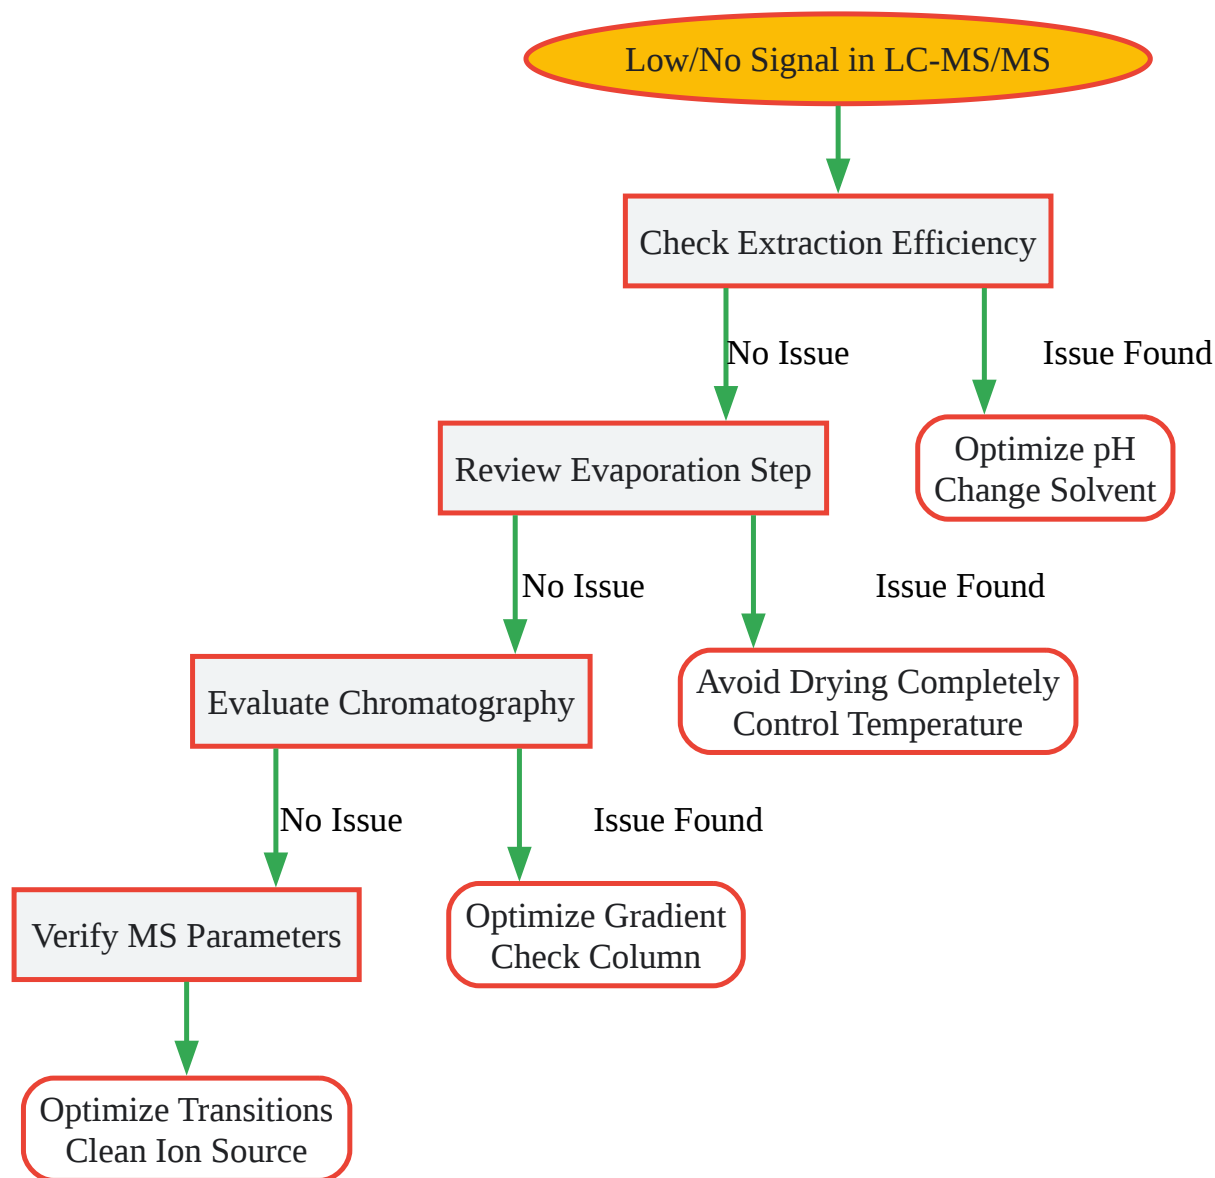 Low/No Signal in LC-MS/MS
Check Extraction Efficiency
No Issue
Issue Found
Optimize pH
Change Solvent
Review Evaporation Step
No Issue
Issue Found
Avoid Drying Completely
Control Temperature
Evaluate Chromatography
No Issue
Issue Found
Optimize Gradient
Check Column
Verify MS Parameters
Optimize Transitions
Clean Ion Source